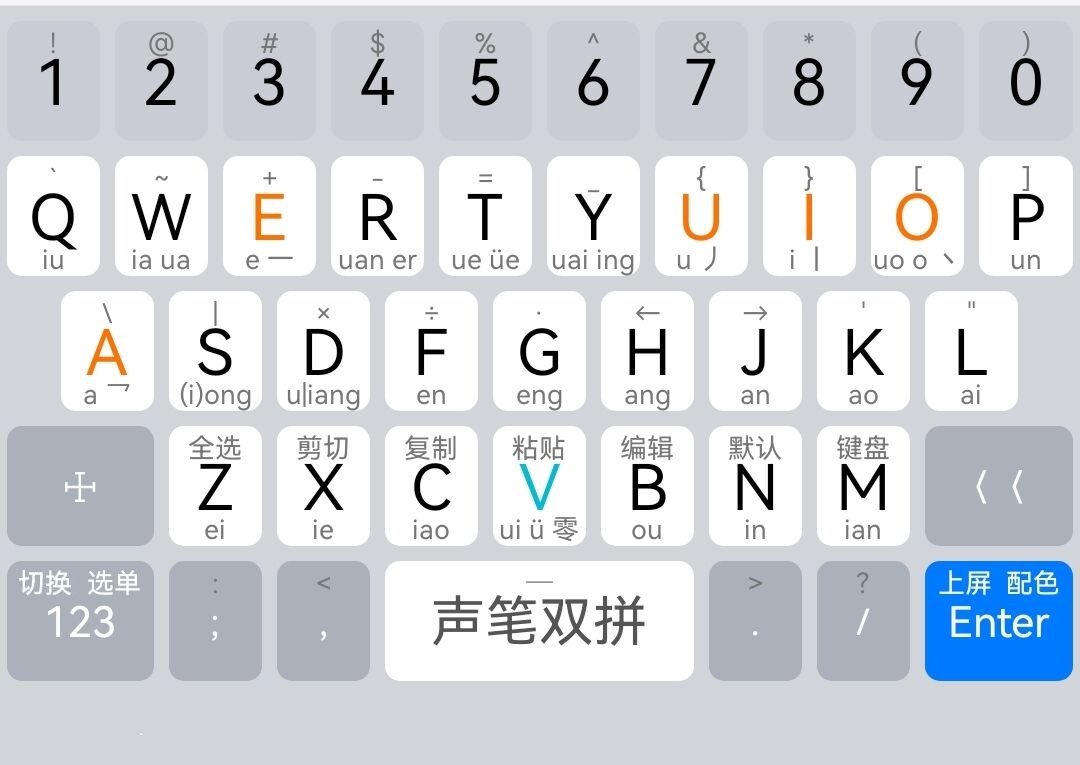 ! @ # $ % ^ & * ( )
1 2 3 4 5 6 7 8 9 0
` ~ + - = _ { } [ ]
Q W E R T Y U I O P
iu ia ua e 一 uan er ue üe uai ing u 丿 i 丨 uo o 丶 un
\ | × ÷ · ← → ' "
A S D F G H J K L
a 乛 (i)ong u|iang en eng ang an ao ai
全选 剪切 复制 粘贴 编辑 默认 键盘
Z X C V B N M 〈〈
ei ie iao ui ü 零 ou in ian
切换 选单 : < — > ? 上屏 配色
123 ; , 声笔双拼 . / Enter